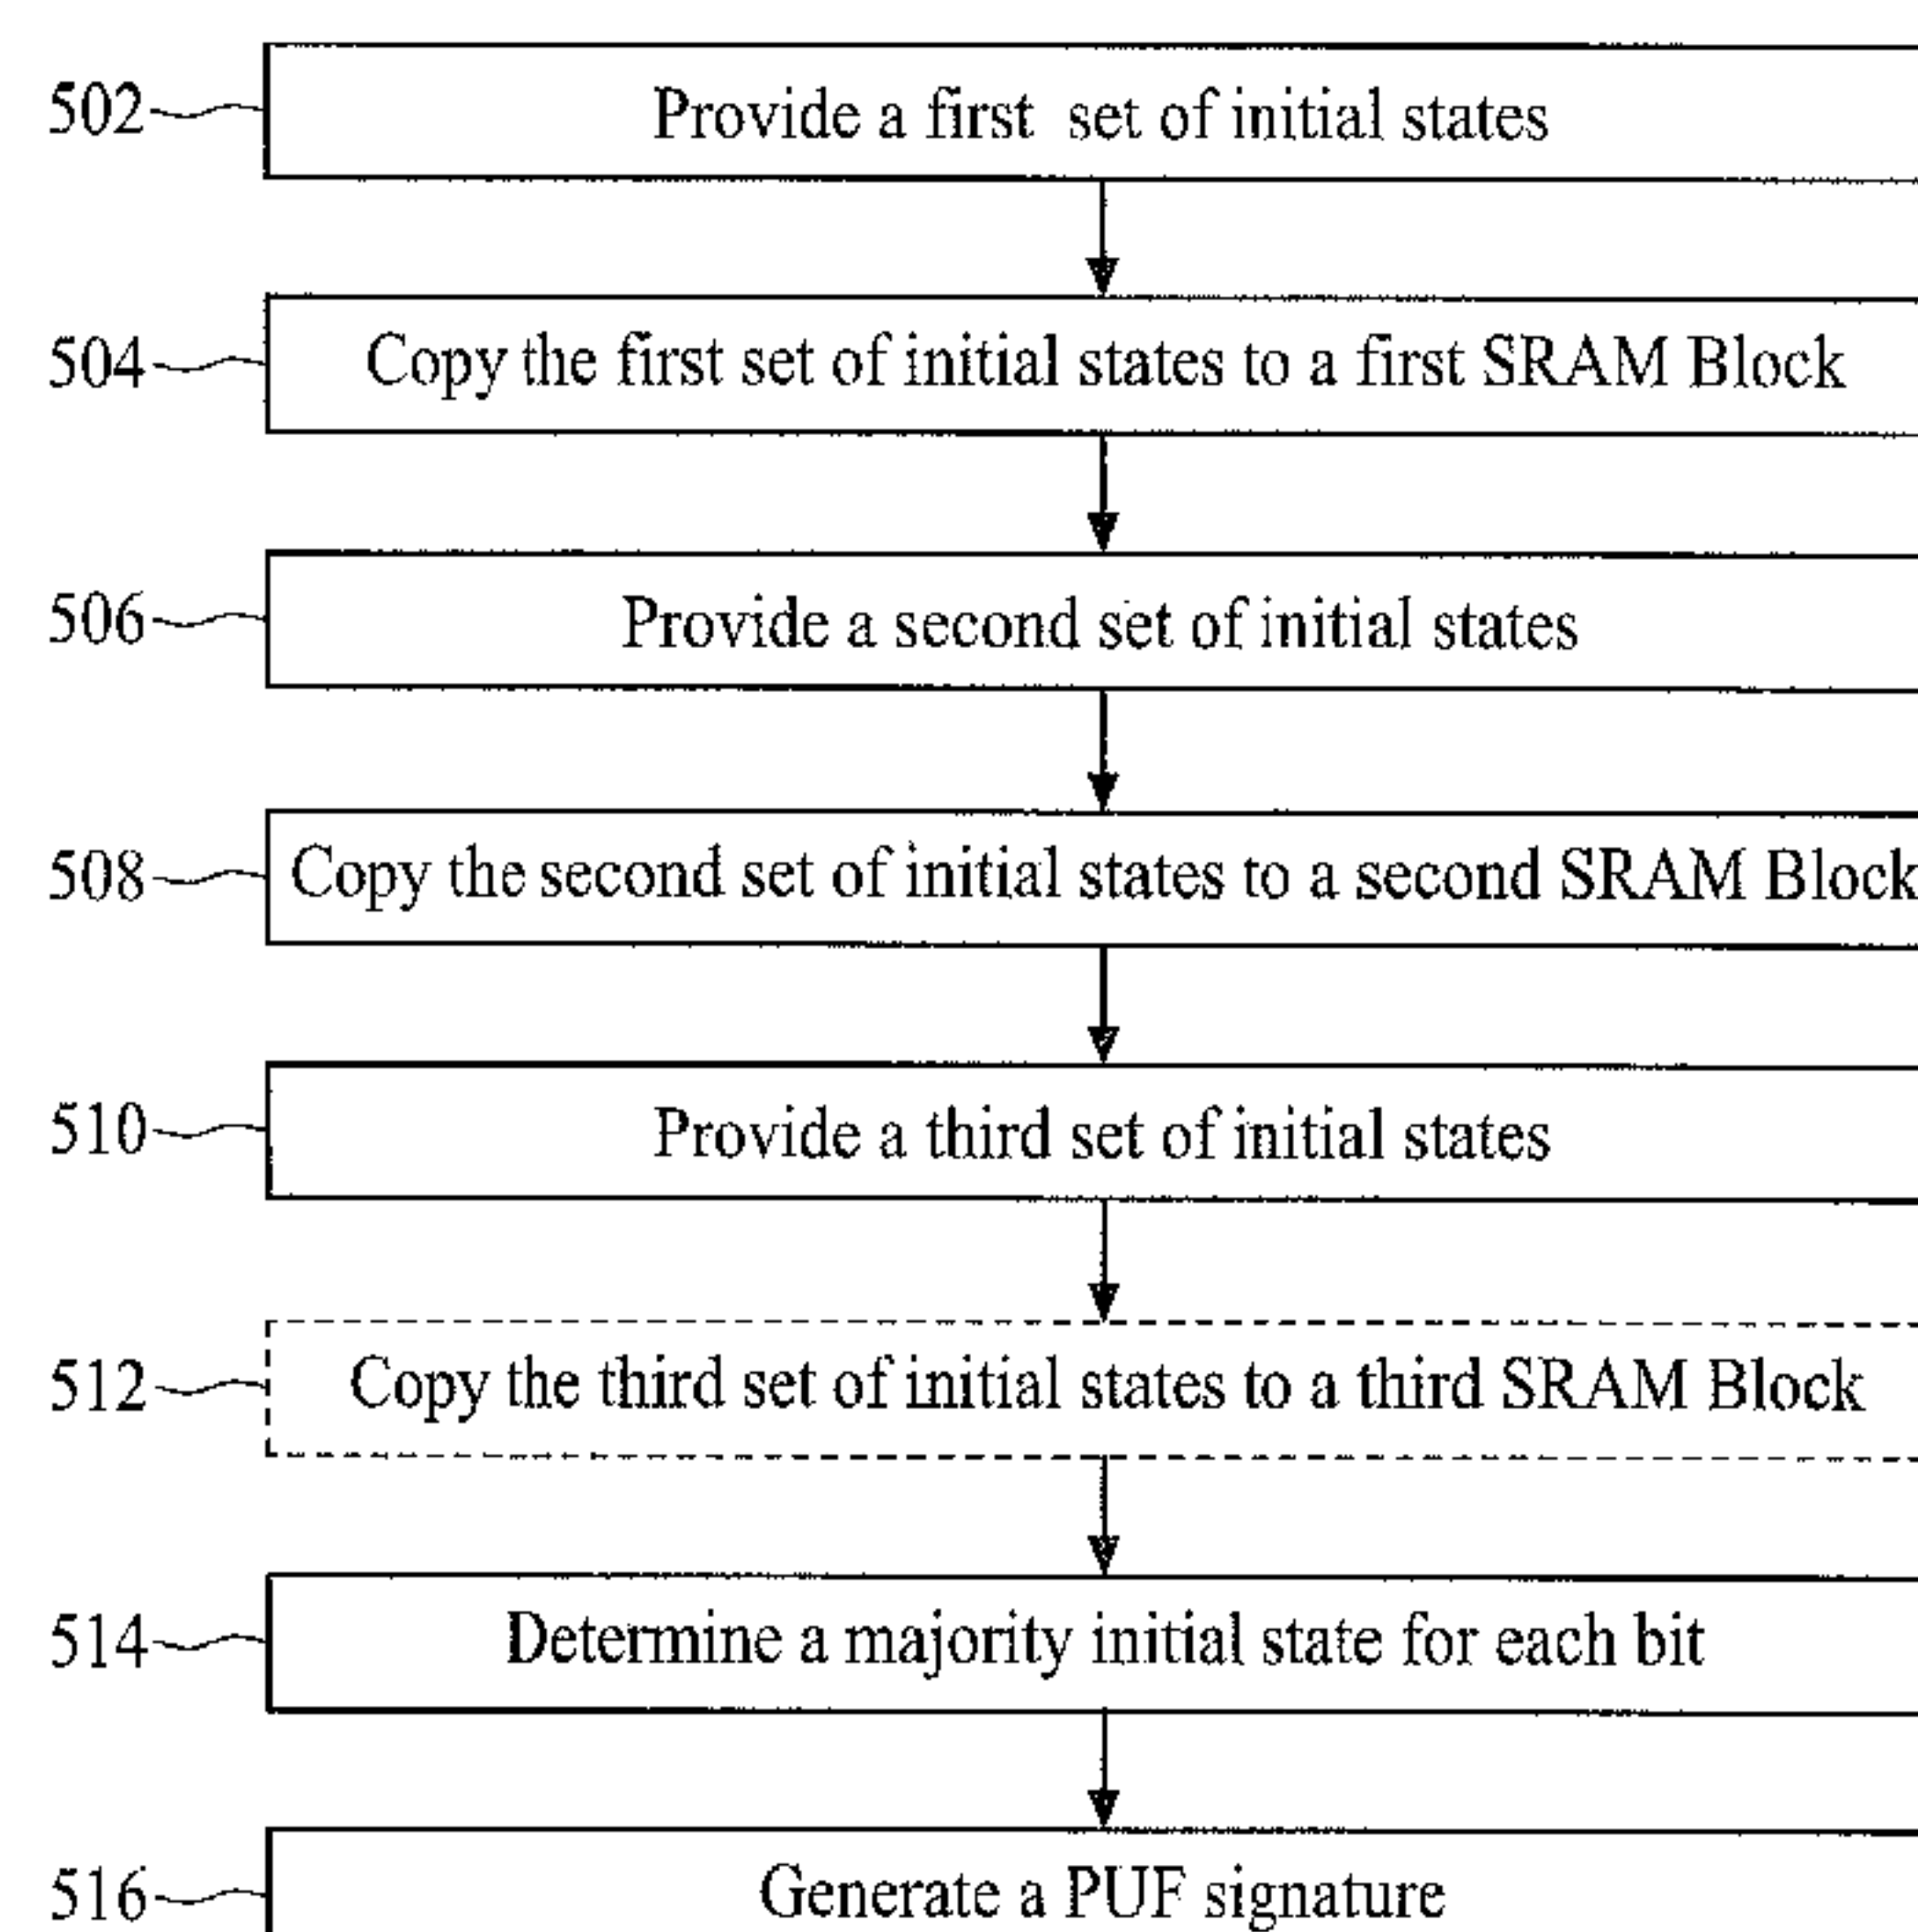 502 Provide a first set of initial states
504 Copy the first set of initial states to a first SRAM Block
506 Provide a second set of initial states
508 Copy the second set of initial states to a second SRAM Block
510 Provide a third set of initial states
512 Copy the third set of initial states to a third SRAM Block
514 Determine a majority initial state for each bit
516 Generate a PUF signature